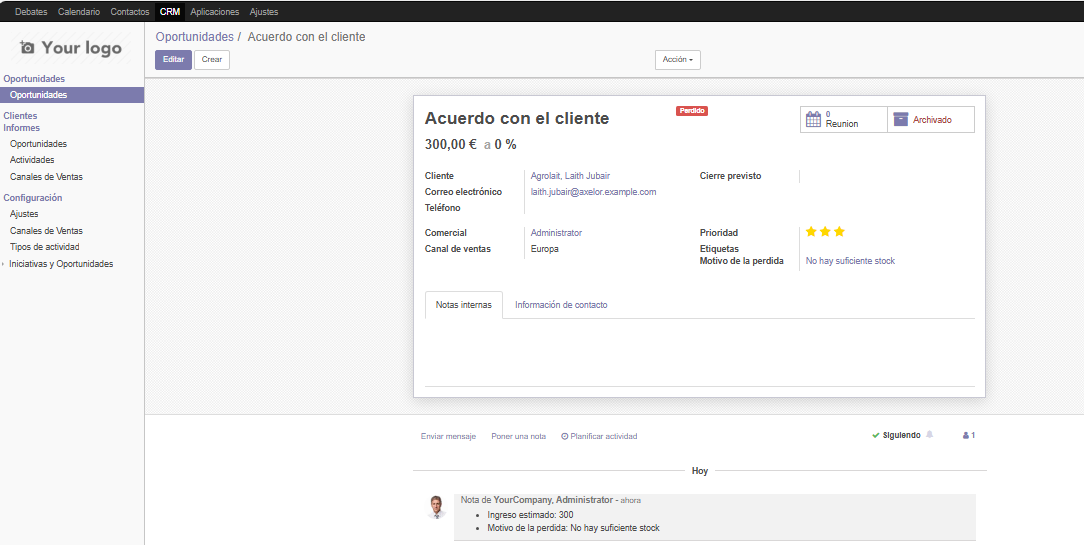 Debates Calendario Contactos CRM Aplicaciones Ajustes
Your logo
Oportunidades
Oportunidades
Clientes
Informes
Oportunidades
Actividades
Canales de Ventas
Configuración
Ajustes
Canales de Ventas
Tipos de actividad
Iniciativas y Oportunidades
Oportunidades / Acuerdo con el cliente
Editar Crear Acción
Acuerdo con el cliente
Perdido
0
Reunion
Archivado
300,00 € a 0 %
Cliente Agrolait, Laith Jubair
Correo electrónico laith.jubair@axelor.example.com
Teléfono
Cierre previsto
Comercial Administrator
Canal de ventas Europa
Prioridad
Etiquetas
Motivo de la perdida No hay suficiente stock
Notas internas Información de contacto
Enviar mensaje Poner una nota Planificar actividad Siguiendo 1
Hoy
Nota de YourCompany, Administrator - ahora
• Ingreso estimado: 300
• Motivo de la perdida: No hay suficiente stock